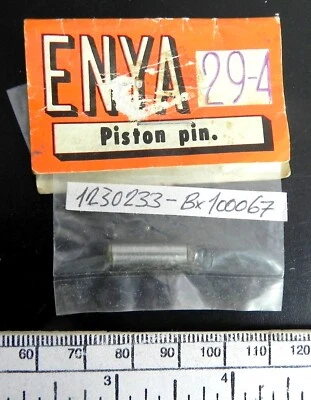 ENYA 29-4
Piston pin.
1230233-Bx100067
60 70 80 90 100 110 120
3 4